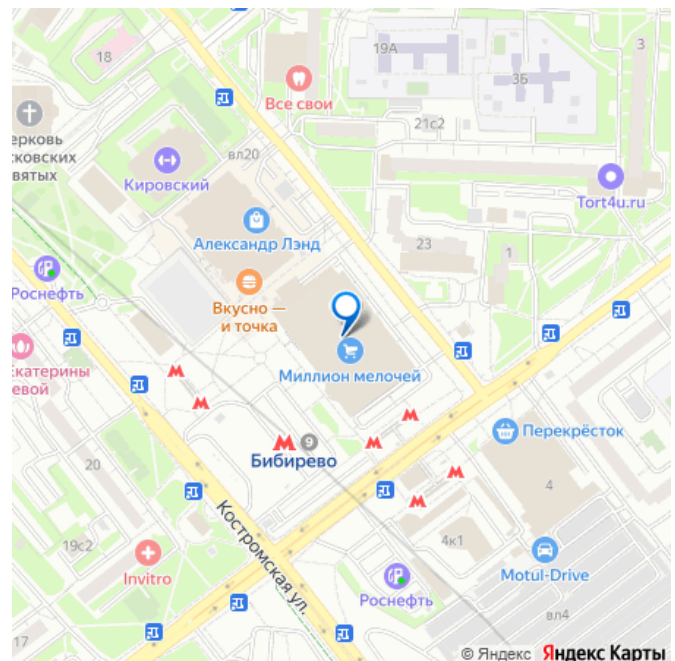 19А
3
18
Все свои
3Б
21с2
ерковь
сковских
вятых
вл20
Кировский
Tort4u.ru
Александр Лэнд
23
1
Роснефть
Вкусно —
и точка
Екатерины
евой
Миллион мелочей
Перекрёсток
9
Бибирево
20
4
Костромская ул.
19с2
4к1
Invitro
Motul-Drive
Роснефть
вл4
17
© Яндекс Яндекс Карты